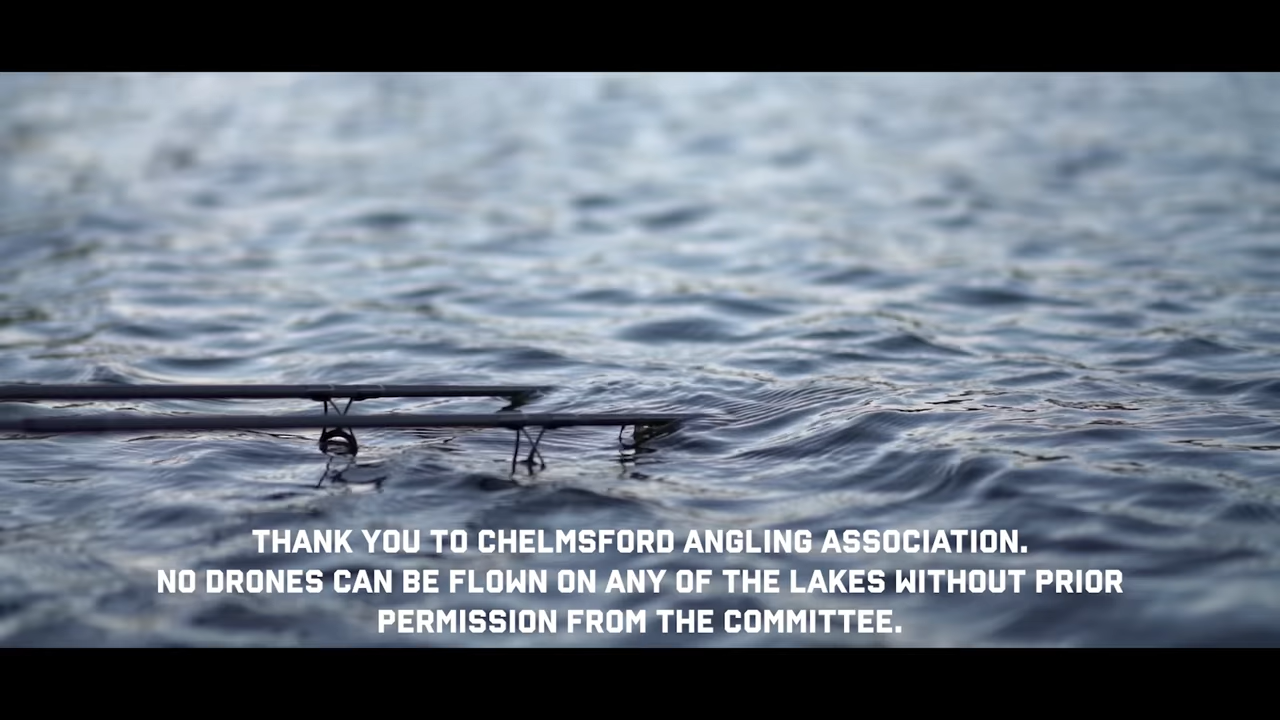 THANK YOU TO CHELMSFORD ANGLING ASSOCIATION.
NO DRONES CAN BE FLOWN ON ANY OF THE LAKES WITHOUT PRIOR
PERMISSION FROM THE COMMITTEE.